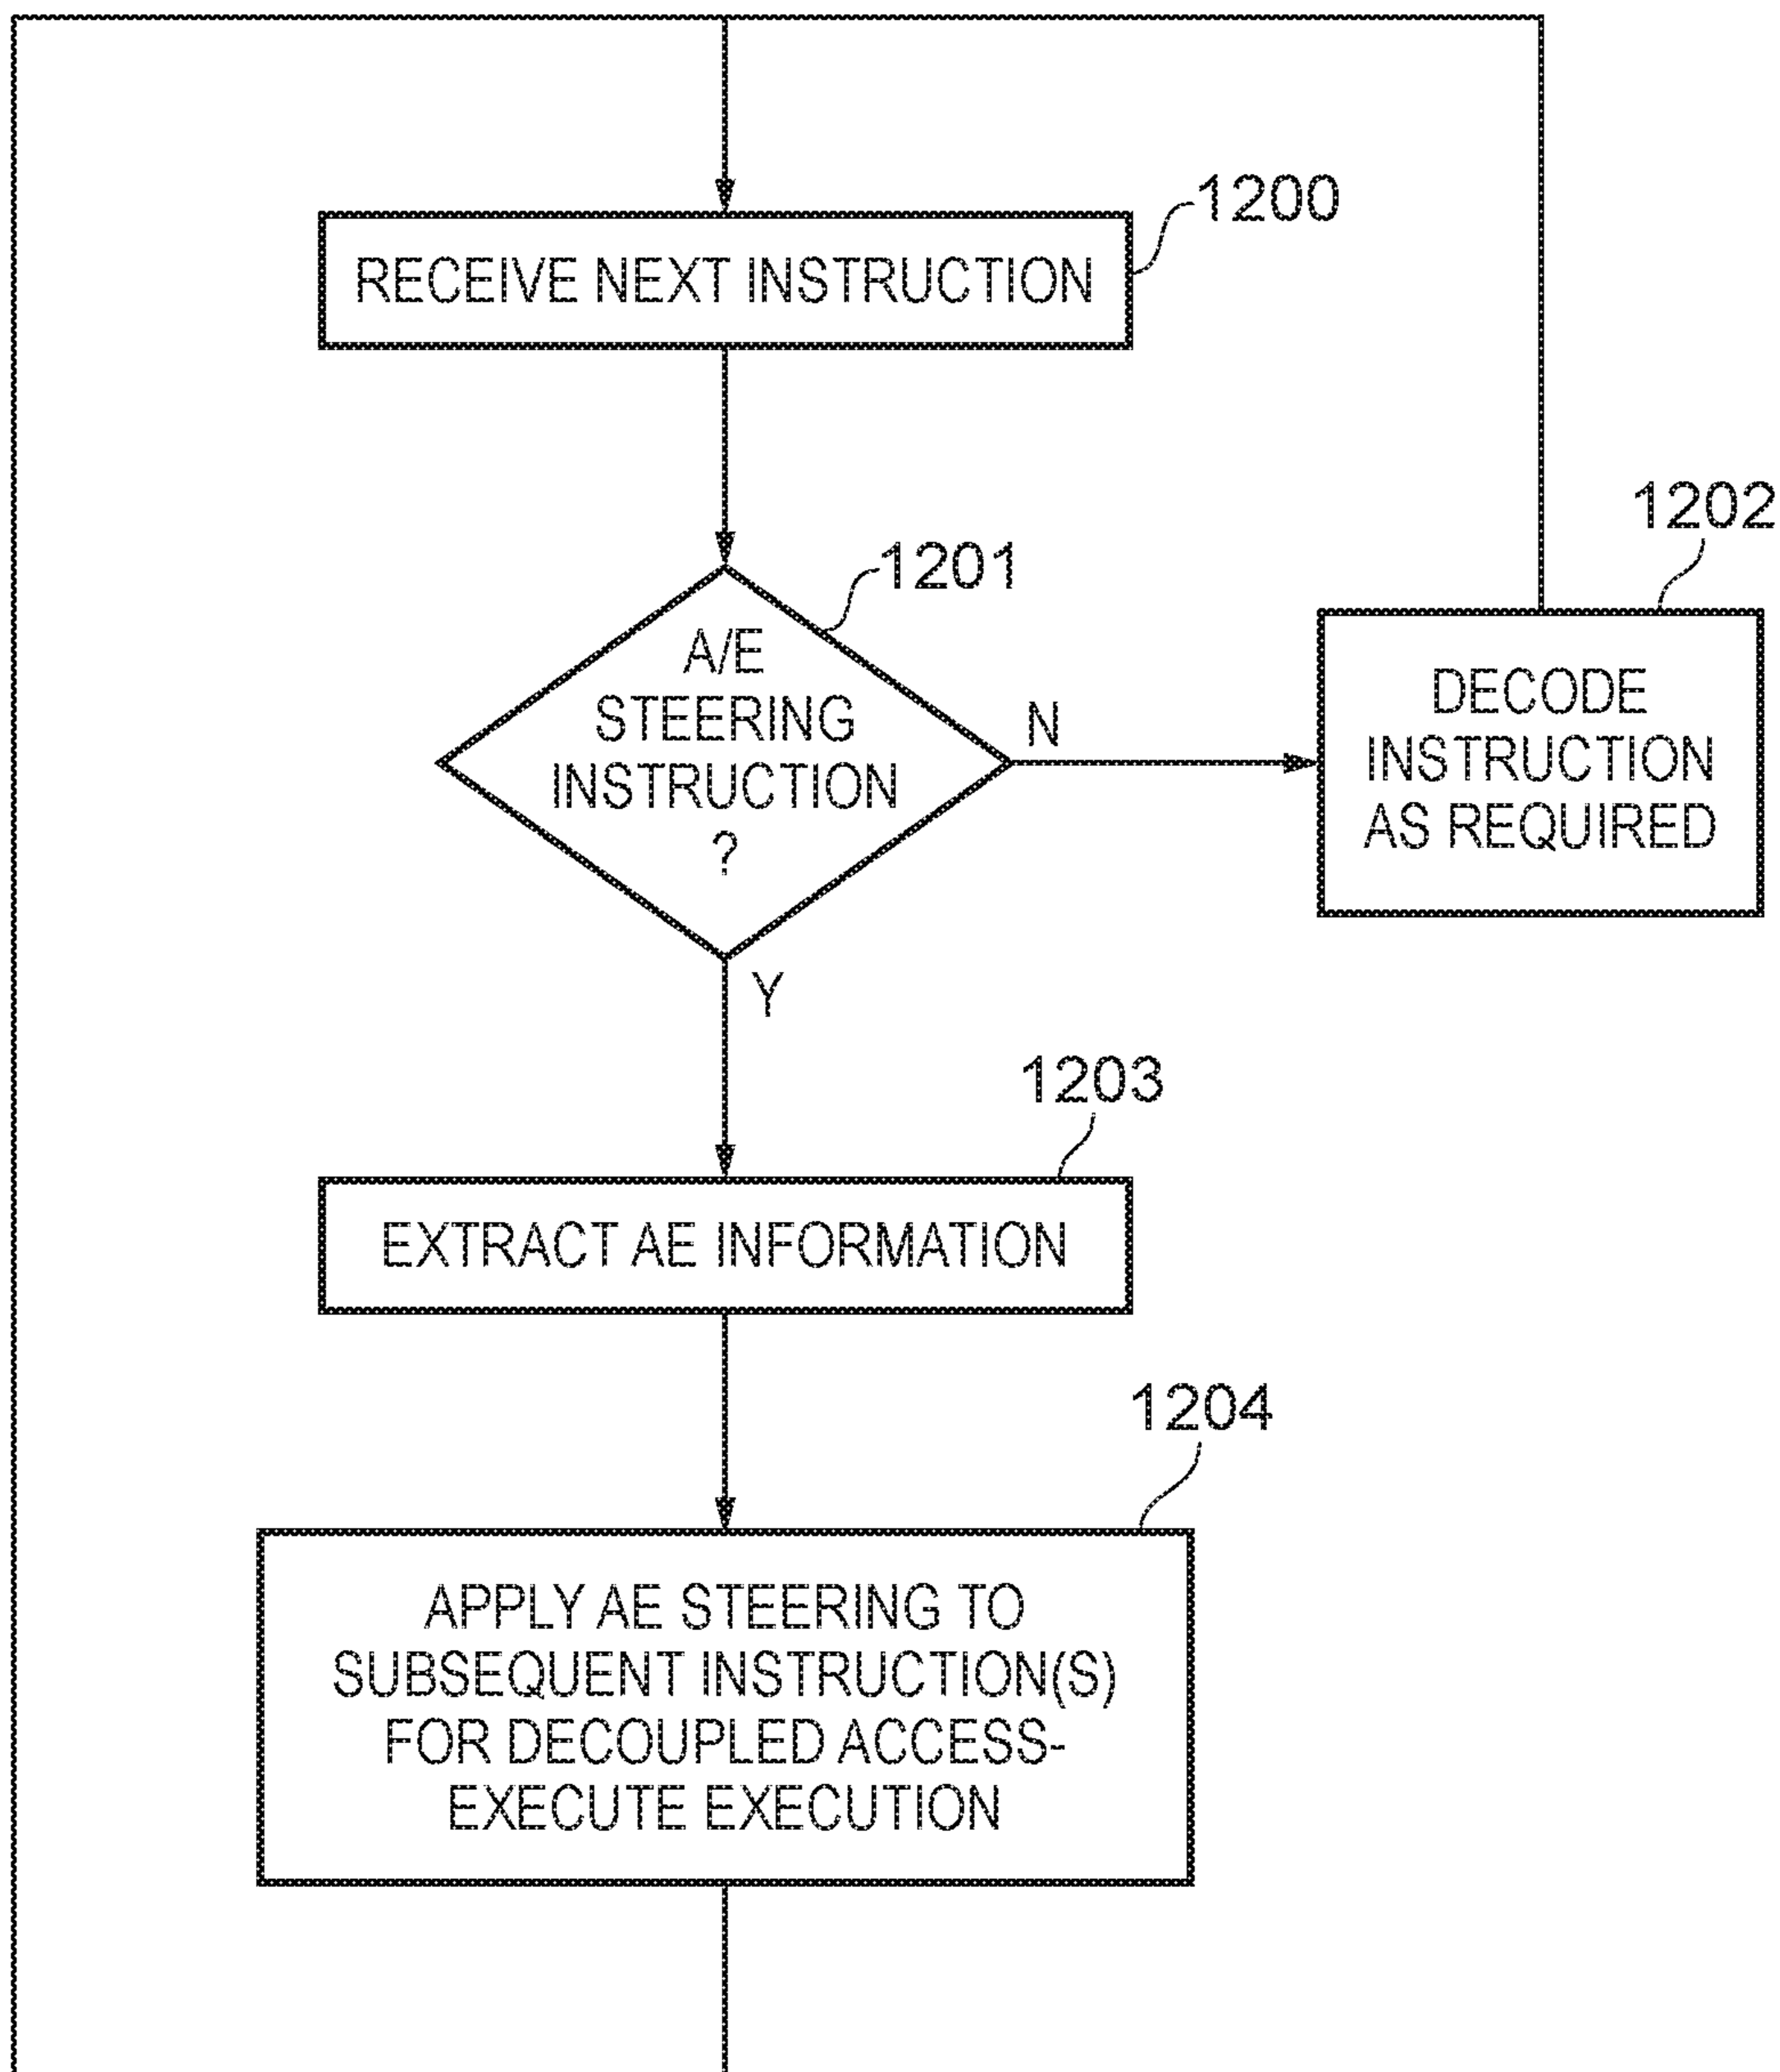 1200
RECEIVE NEXT INSTRUCTION
1201
A/E
STEERING
INSTRUCTION
?
N
1202
DECODE
INSTRUCTION
AS REQUIRED
Y
1203
EXTRACT AE INFORMATION
1204
APPLY AE STEERING TO
SUBSEQUENT INSTRUCTION(S)
FOR DECOUPLED ACCESS-
EXECUTE EXECUTION